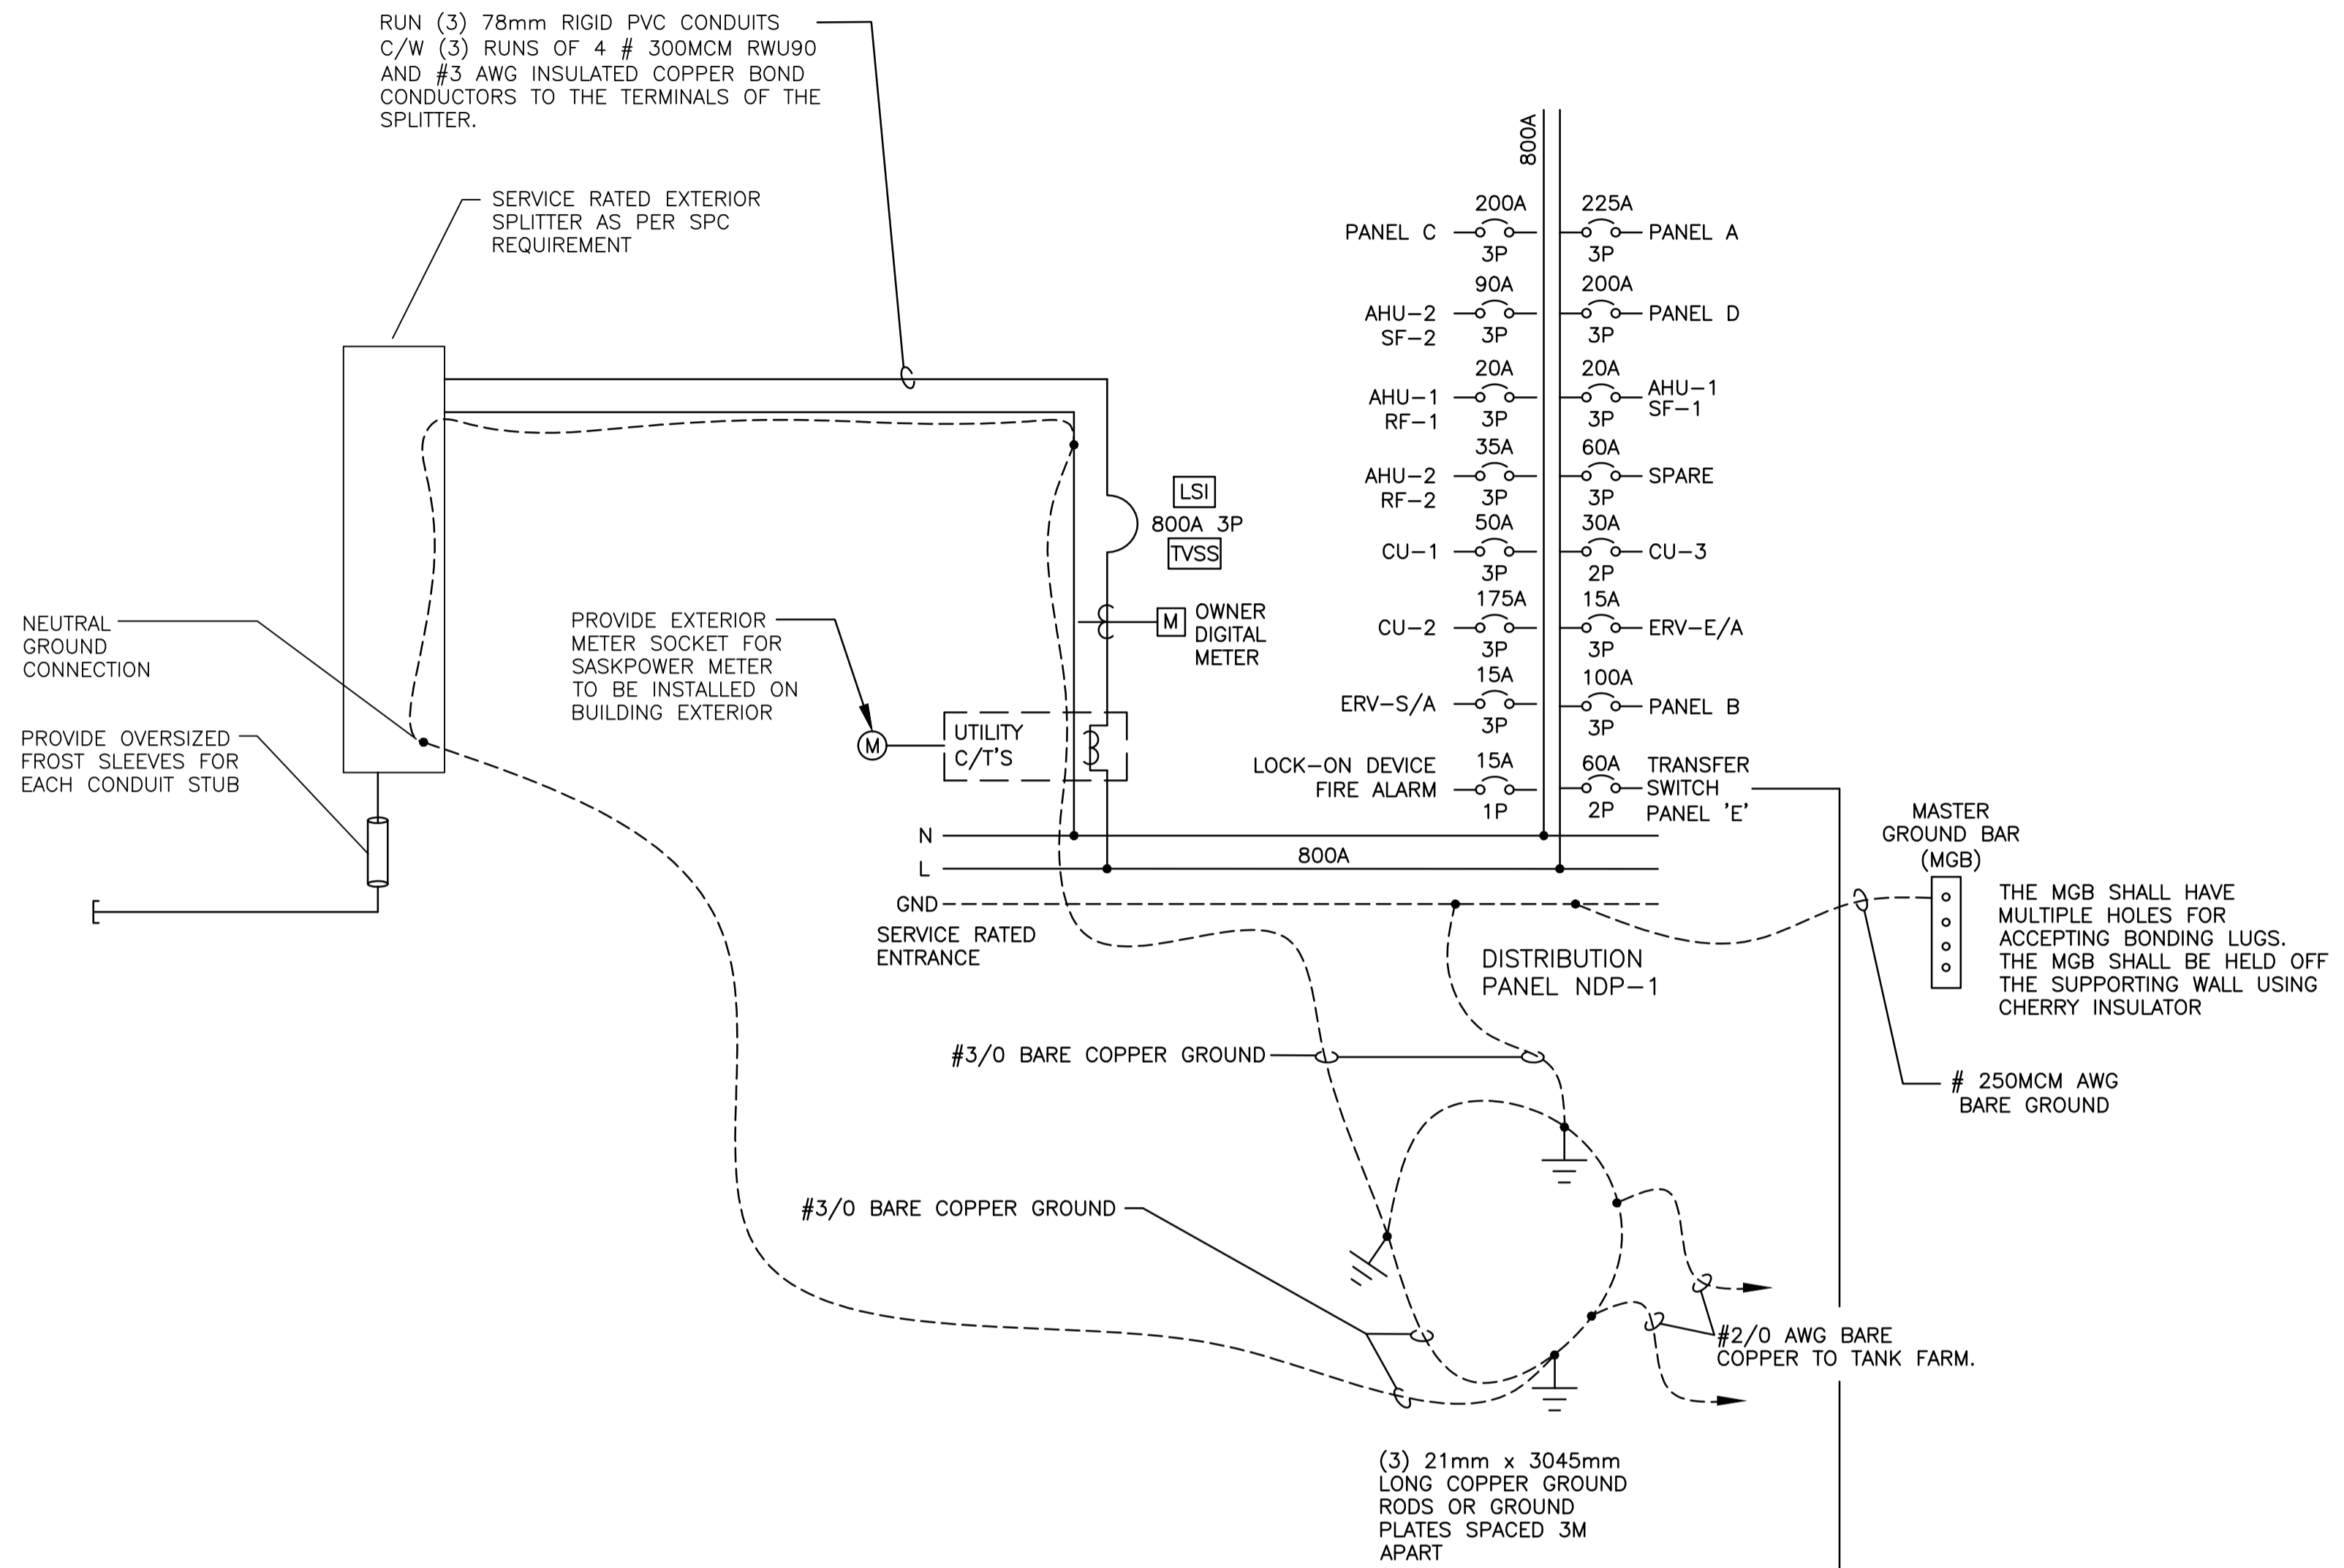 RUN (3) 78mm RIGID PVC CONDUITS
C/W (3) RUNS OF 4 # 300MCM RWU90
AND #3 AWG INSULATED COPPER BOND
CONDUCTORS TO THE TERMINALS OF THE
SPLITTER.
SERVICE RATED EXTERIOR
SPLITTER AS PER SPC
REQUIREMENT
NEUTRAL
GROUND
CONNECTION
PROVIDE OVERSIZED
FROST SLEEVES FOR
EACH CONDUIT STUB
PROVIDE EXTERIOR
METER SOCKET FOR
SASKPOWER METER
TO BE INSTALLED ON
BUILDING EXTERIOR
M
UTILITY
C/T'S
LSI
800A 3P
TVSS
M
OWNER
DIGITAL
METER
800A
200A
PANEL C
3P
225A
PANEL A
3P
90A
AHU-2
SF-2
3P
200A
PANEL D
3P
20A
AHU-1
RF-1
3P
20A
AHU-1
SF-1
3P
35A
AHU-2
RF-2
3P
60A
SPARE
3P
50A
CU-1
3P
30A
CU-3
2P
175A
CU-2
3P
15A
ERV-E/A
3P
15A
ERV-S/A
3P
100A
PANEL B
3P
15A
LOCK-ON DEVICE
FIRE ALARM
1P
60A
TRANSFER
SWITCH
PANEL 'E'
2P
N
L
800A
GND
SERVICE RATED
ENTRANCE
DISTRIBUTION
PANEL NDP-1
MASTER
GROUND BAR
(MGB)
THE MGB SHALL HAVE
MULTIPLE HOLES FOR
ACCEPTING BONDING LUGS.
THE MGB SHALL BE HELD OFF
THE SUPPORTING WALL USING
CHERRY INSULATOR
# 250MCM AWG
BARE GROUND
#3/0 BARE COPPER GROUND
#3/0 BARE COPPER GROUND
#2/0 AWG BARE
COPPER TO TANK FARM.
(3) 21mm x 3045mm
LONG COPPER GROUND
RODS OR GROUND
PLATES SPACED 3M
APART